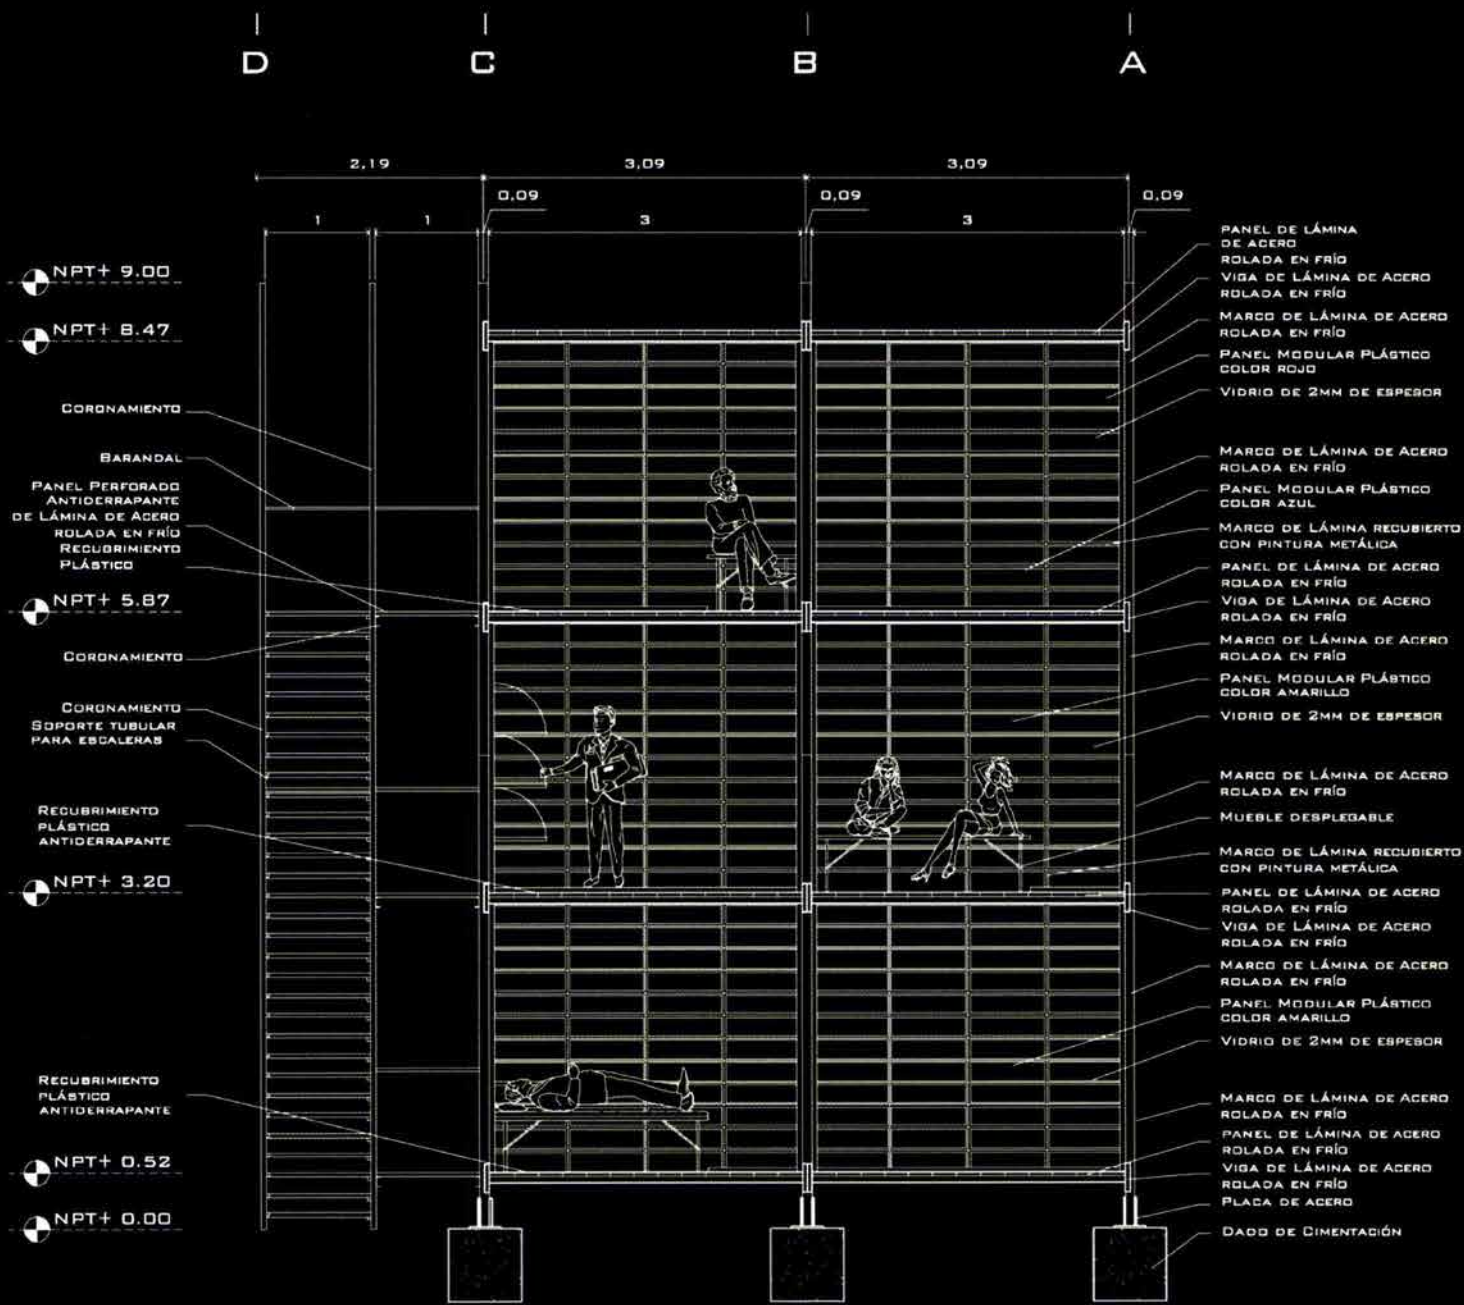 D C B A
2,19 3,09 3,09
0,09 0,09 0,09
1 1 3 3
NPT+ 9.00
NPT+ 8.47
CORONAMIENTO
BARANDAL
PANEL PERFORADO
ANTIDERRAPANTE
DE LÁMINA DE ACERO
ROLADA EN FRÍO
RECUBRIMIENTO
PLÁSTICO
NPT+ 5.87
CORONAMIENTO
CORONAMIENTO
SOPORTE TUBULAR
PARA ESCALERAS
RECUBRIMIENTO
PLÁSTICO
ANTIDERRAPANTE
NPT+ 3.20
RECUBRIMIENTO
PLÁSTICO
ANTIDERRAPANTE
NPT+ 0.52
NPT+ 0.00
PANEL DE LÁMINA
DE ACERO
ROLADA EN FRÍO
VIGA DE LÁMINA DE ACERO
ROLADA EN FRÍO
MARCO DE LÁMINA DE ACERO
ROLADA EN FRÍO
PANEL MODULAR PLÁSTICO
COLOR ROJO
VIDRIO DE 2MM DE ESPESOR
MARCO DE LÁMINA DE ACERO
ROLADA EN FRÍO
PANEL MODULAR PLÁSTICO
COLOR AZUL
MARCO DE LÁMINA RECUBIERTO
CON PINTURA METÁLICA
PANEL DE LÁMINA DE ACERO
ROLADA EN FRÍO
VIGA DE LÁMINA DE ACERO
ROLADA EN FRÍO
MARCO DE LÁMINA DE ACERO
ROLADA EN FRÍO
PANEL MODULAR PLÁSTICO
COLOR AMARILLO
VIDRIO DE 2MM DE ESPESOR
MARCO DE LÁMINA DE ACERO
ROLADA EN FRÍO
MUEBLE DESPLEGABLE
MARCO DE LÁMINA RECUBIERTO
CON PINTURA METÁLICA
PANEL DE LÁMINA DE ACERO
ROLADA EN FRÍO
VIGA DE LÁMINA DE ACERO
ROLADA EN FRÍO
MARCO DE LÁMINA DE ACERO
ROLADA EN FRÍO
PANEL MODULAR PLÁSTICO
COLOR AMARILLO
VIDRIO DE 2MM DE ESPESOR
MARCO DE LÁMINA DE ACERO
ROLADA EN FRÍO
PANEL DE LÁMINA DE ACERO
ROLADA EN FRÍO
VIGA DE LÁMINA DE ACERO
ROLADA EN FRÍO
PLACA DE ACERO
DADO DE CIMENTACIÓN